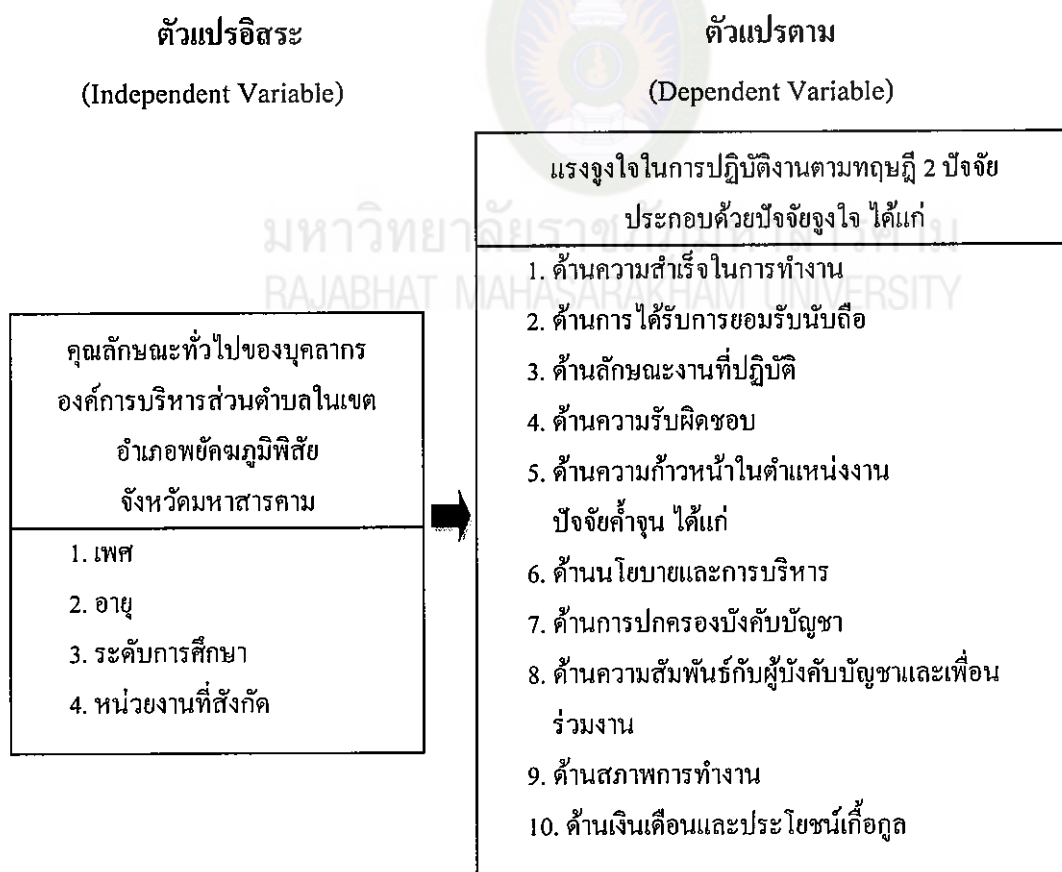 ตัวแปรอิสระ
(Independent Variable)
ตัวแปรตาม
(Dependent Variable)
มหาวิทยาลัยราชภัฏมหาสารคาม
RAJABHAT MAHASARAKHAM UNIVERSITY
คุณลักษณะทั่วไปของบุคลากร
องค์การบริหารส่วนตำบลในเขต
อำเภอพยัคฆภูมิพิสัย
จังหวัดมหาสารคาม
1. เพศ
2. อายุ
3. ระดับการศึกษา
4. หน่วยงานที่สังกัด
แรงจูงใจในการปฏิบัติงานตามทฤษฎี 2 ปัจจัย
ประกอบด้วยปัจจัยจูงใจ ได้แก่
1. ด้านความสำเร็จในการทำงาน
2. ด้านการได้รับการยอมรับนับถือ
3. ด้านลักษณะงานที่ปฏิบัติ
4. ด้านความรับผิดชอบ
5. ด้านความก้าวหน้าในตำแหน่งงาน
ปัจจัยค้ำจุน ได้แก่
6. ด้านนโยบายและการบริหาร
7. ด้านการปกครองบังคับบัญชา
8. ด้านความสัมพันธ์กับผู้บังคับบัญชาและเพื่อน
ร่วมงาน
9. ด้านสภาพการทำงาน
10. ด้านเงินเดือนและประโยชน์เกื้อกูล